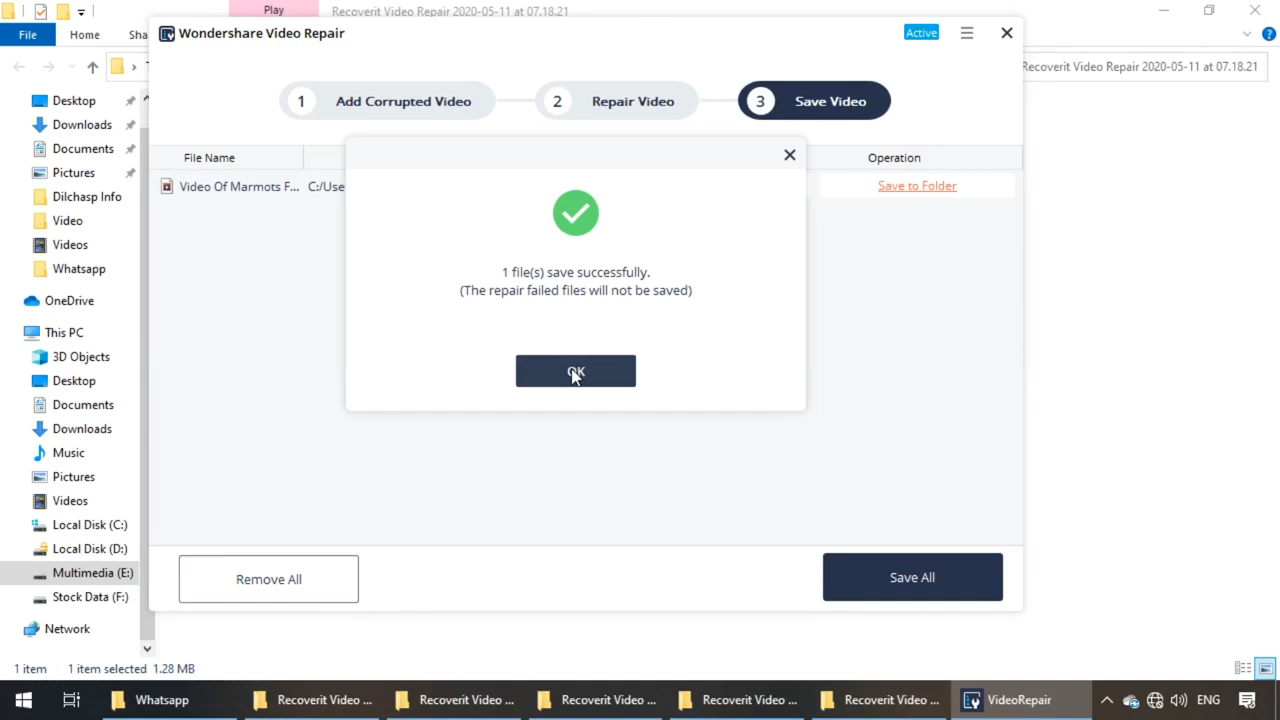 Play
Recoverit Video Repair 2020-05-11 at 07.18.21
File
Home
Sha
Recoverit Video Repair 2020-05-11 at 07.18.21
Wondershare Video Repair
Active
1 Add Corrupted Video
2 Repair Video
3 Save Video
File Name
Operation
Video Of Marmots F...
C:/Use
Save to Folder
1 file(s) save successfully.
(The repair failed files will not be saved)
OK
Remove All
Save All
Desktop
Downloads
Documents
Pictures
Dilchasp Info
Video
Videos
Whatsapp
OneDrive
This PC
3D Objects
Desktop
Documents
Downloads
Music
Pictures
Videos
Local Disk (C:)
Local Disk (D:)
Multimedia (E:)
Stock Data (F:)
Network
1 item
1 item selected 1.28 MB
Whatsapp
Recoverit Video ...
Recoverit Video ...
Recoverit Video ...
Recoverit Video ...
Recoverit Video ...
VideoRepair
ENG